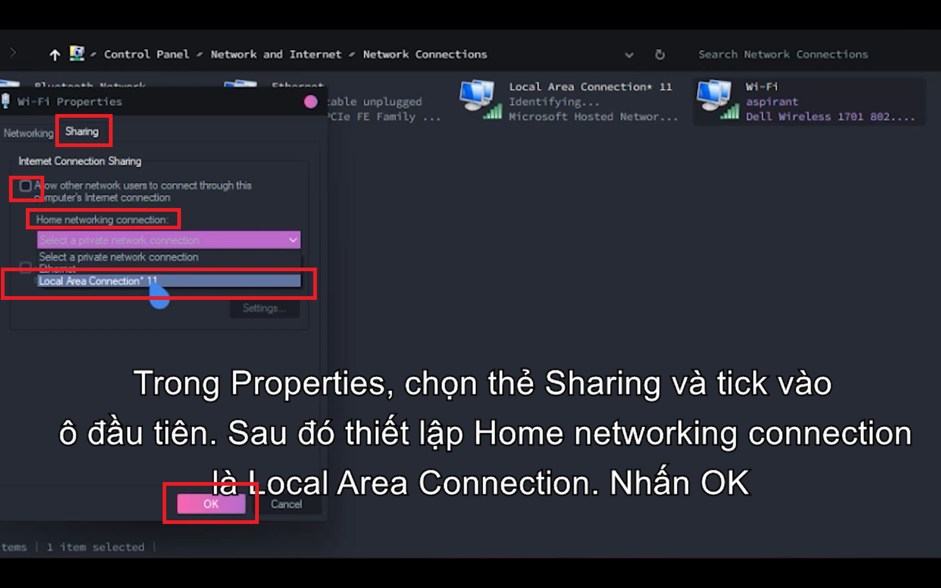 Control Panel
Network and Internet
Network Connections
Search Network Connections
Bluetooth Network
Ethernet
cable unplugged
PCIe FE Family ...
Local Area Connection* 11
Identifying...
Microsoft Hosted Networ...
Wi-Fi
aspirant
Dell Wireless 1701 802....
Wi-Fi Properties
Networking
Sharing
Internet Connection Sharing
Allow other network users to connect through this
computer's Internet connection
Home networking connection:
Select a private network connection
Select a private network connection
Ethernet
Local Area Connection* 11
Settings...
Trong Properties, chọn thẻ Sharing và tick vào
ô đầu tiên. Sau đó thiết lập Home networking connection
là Local Area Connection. Nhấn OK
OK
Cancel
1 item selected